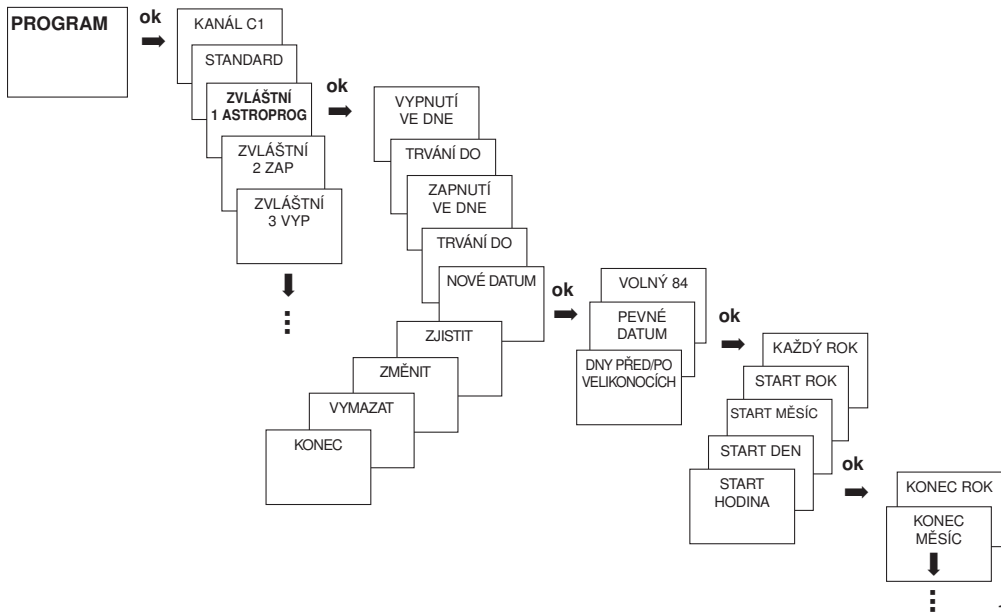 PROGRAM
ok
KANÁL C1
STANDARD
ZVLÁŠTNÍ
1 ASTROPROG
ZVLÁŠTNÍ
2 ZAP
ZVLÁŠTNÍ
3 VYP
ok
VYPNUTÍ
VE DNE
TRVÁNÍ DO
ZAPNUTÍ
VE DNE
TRVÁNÍ DO
NOVÉ DATUM
ZJISTIT
ZMĚNIT
VYMAZAT
KONEC
ok
VOLNÝ 84
PEVNÉ
DATUM
DNY PŘED/PO
VELIKONOCÍCH
ok
KAŽDÝ ROK
START ROK
START MĚSÍC
START DEN
START
HODINA
ok
KONEC ROK
KONEC
MĚSÍC